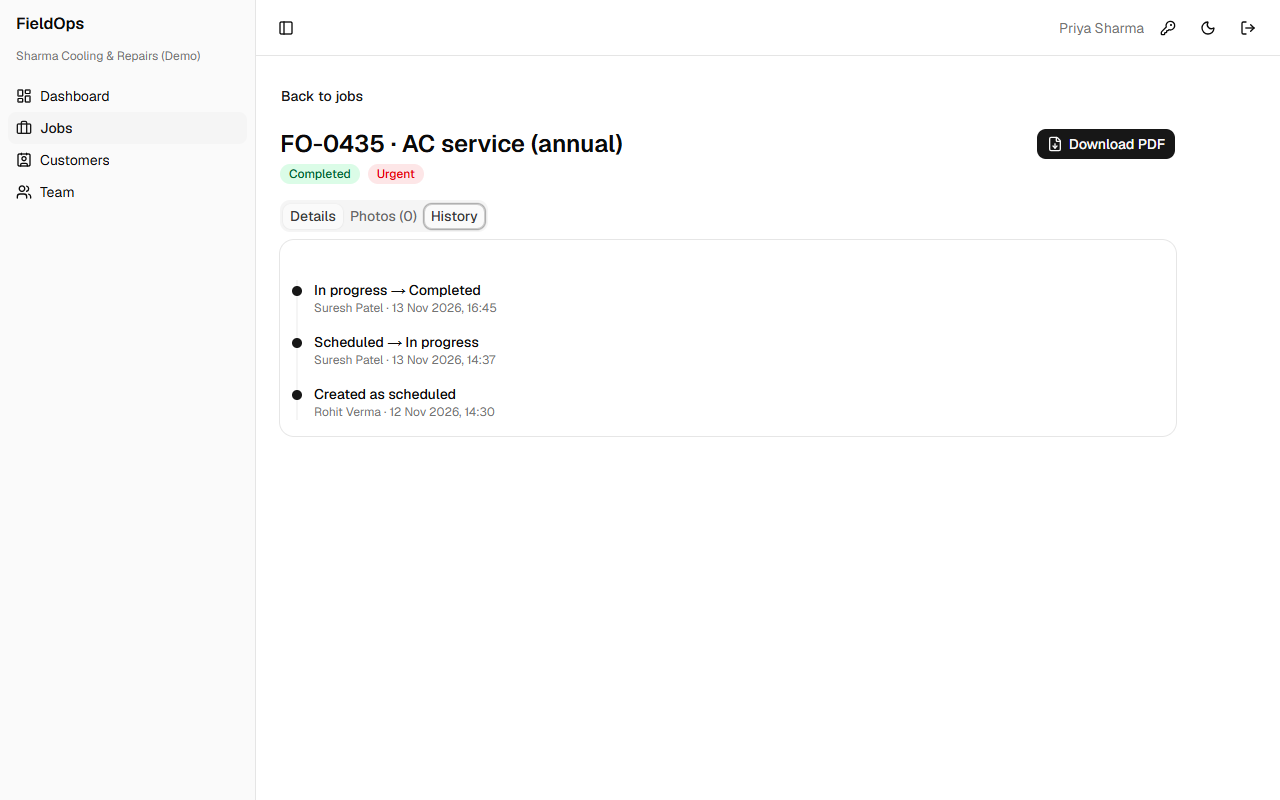 FieldOps
Sharma Cooling & Repairs (Demo)
Dashboard
Jobs
Customers
Team
Priya Sharma
Back to jobs
FO-0435 · AC service (annual)
Download PDF
Completed Urgent
Details Photos (0) History
In progress → Completed
Suresh Patel · 13 Nov 2026, 16:45
Scheduled → In progress
Suresh Patel · 13 Nov 2026, 14:37
Created as scheduled
Rohit Verma · 12 Nov 2026, 14:30